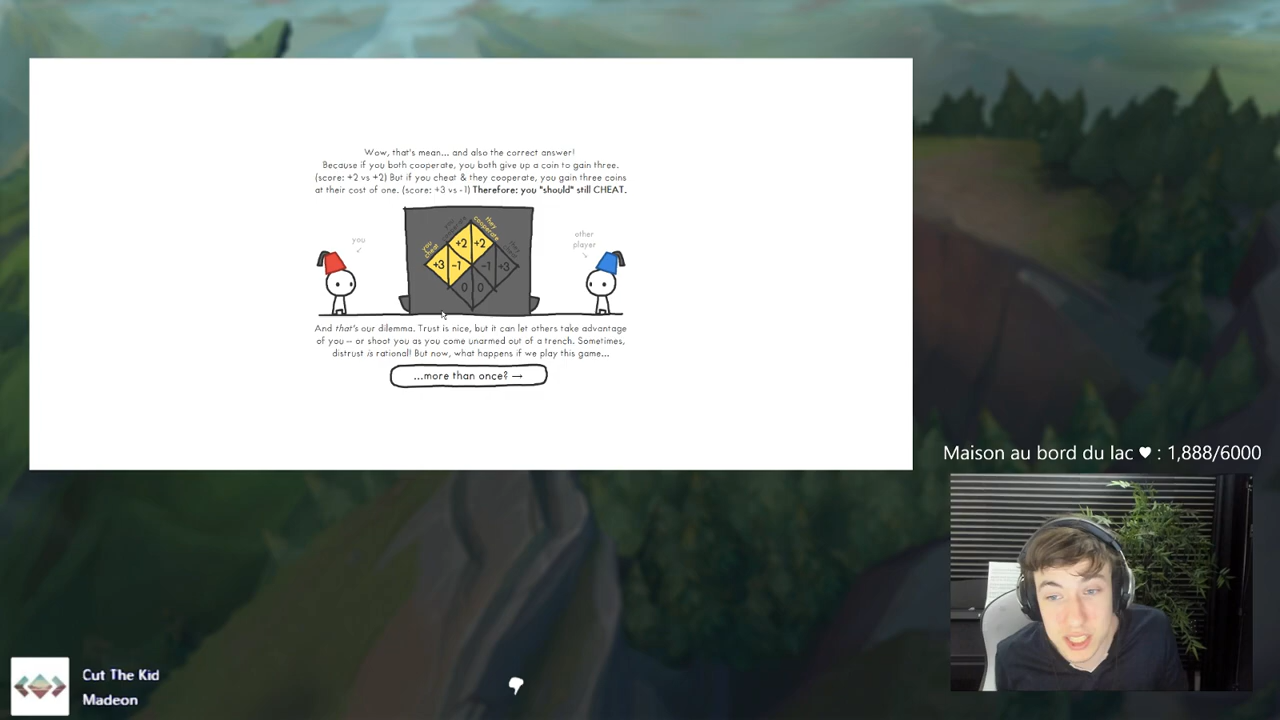 Wow, that's mean... and also the correct answer!
Because if you both cooperate, you both give up a coin to gain three.
(score: +2 vs +2) But if you cheat & they cooperate, you gain three coins
at their cost of one. (score: +3 vs -1) Therefore: you "should" still CHEAT.
you cheat
they cooperate
+2 +2
+3 -1 -1 +3
0 0
you
other
player
And that's our dilemma. Trust is nice, but it can let others take advantage
of you – or shoot you as you come unarmed out of a trench. Sometimes,
distrust is rational! But now, what happens if we play this game...
...more than once? →
Maison au bord du lac ♥ : 1,888/6000
Cut The Kid
Madeon